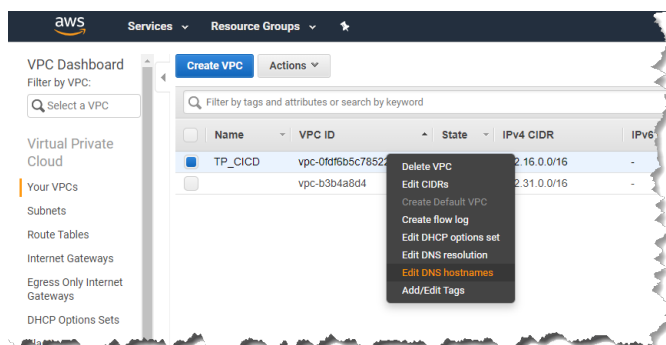 aws Services Resource Groups
VPC Dashboard
Filter by VPC:
Select a VPC
Virtual Private
Cloud
Your VPCs
Subnets
Route Tables
Internet Gateways
Egress Only Internet
Gateways
DHCP Options Sets
Create VPC Actions
Filter by tags and attributes or search by keyword
Name VPC ID State IPv4 CIDR IPv6
TP_CICD vpc-0fdf6b5c78522 2.16.0.0/16 -
vpc-b3b4a8d4 2.31.0.0/16 -
Delete VPC
Edit CIDRs
Create Default VPC
Create flow log
Edit DHCP options set
Edit DNS resolution
Edit DNS hostnames
Add/Edit Tags